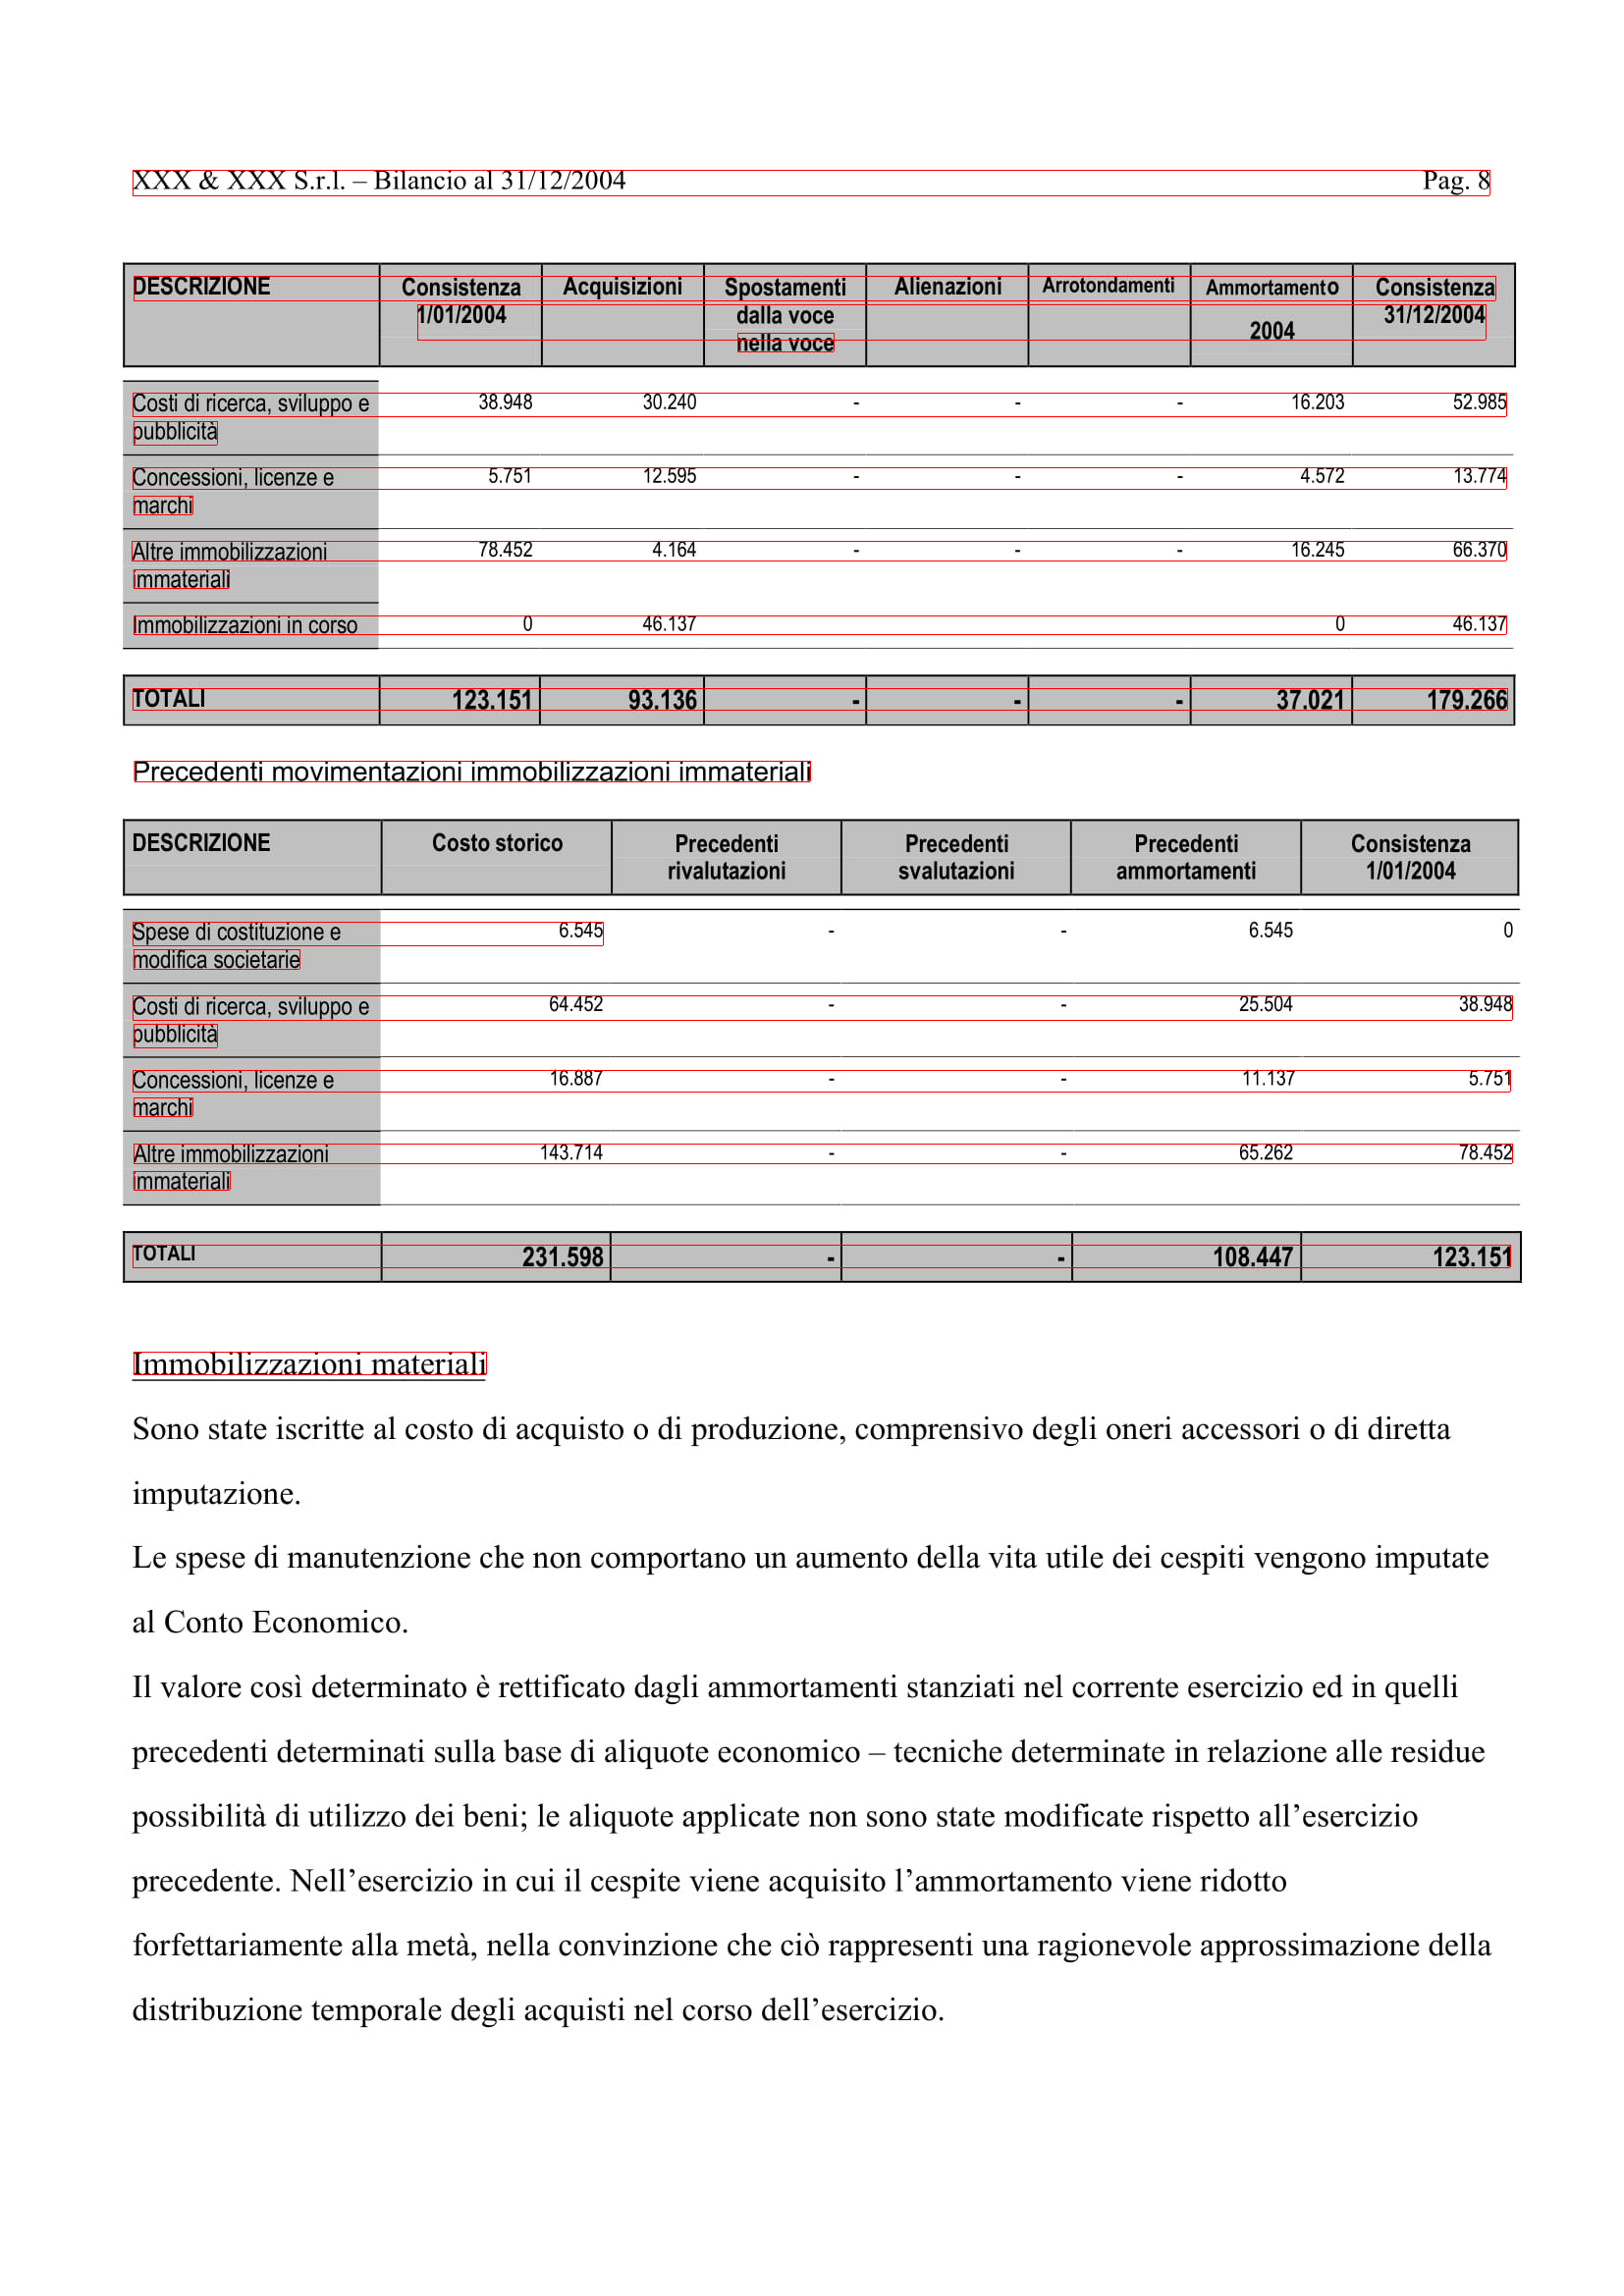 XXX & XXX S.r.l. – Bilancio al 31/12/2004 Pag. 8
DESCRIZIONE Consistenza Acquisizioni Spostamenti Alienazioni Arrotondamenti Ammortamento Consistenza
1/01/2004 dalla voce 2004 31/12/2004
nella voce
Costi di ricerca, sviluppo e 38.948 30.240 - - - 16.203 52.985
pubblicità
Concessioni, licenze e 5.751 12.595 - - - 4.572 13.774
marchi
Altre immobilizzazioni 78.452 4.164 - - - 16.245 66.370
immateriali
Immobilizzazioni in corso 0 46.137 0 46.137
TOTALI 123.151 93.136 - - - 37.021 179.266
Precedenti movimentazioni immobilizzazioni immateriali
DESCRIZIONE Costo storico Precedenti Precedenti Precedenti Consistenza
rivalutazioni svalutazioni ammortamenti 1/01/2004
Spese di costituzione e 6.545 - - 6.545 0
modifica societarie
Costi di ricerca, sviluppo e 64.452 - - 25.504 38.948
pubblicità
Concessioni, licenze e 16.887 - - 11.137 5.751
marchi
Altre immobilizzazioni 143.714 - - 65.262 78.452
immateriali
TOTALI 231.598 - - 108.447 123.151
Immobilizzazioni materiali
Sono state iscritte al costo di acquisto o di produzione, comprensivo degli oneri accessori o di diretta
imputazione.
Le spese di manutenzione che non comportano un aumento della vita utile dei cespiti vengono imputate
al Conto Economico.
Il valore così determinato è rettificato dagli ammortamenti stanziati nel corrente esercizio ed in quelli
precedenti determinati sulla base di aliquote economico – tecniche determinate in relazione alle residue
possibilità di utilizzo dei beni; le aliquote applicate non sono state modificate rispetto all’esercizio
precedente. Nell’esercizio in cui il cespite viene acquisito l’ammortamento viene ridotto
forfettariamente alla metà, nella convinzione che ciò rappresenti una ragionevole approssimazione della
distribuzione temporale degli acquisti nel corso dell’esercizio.